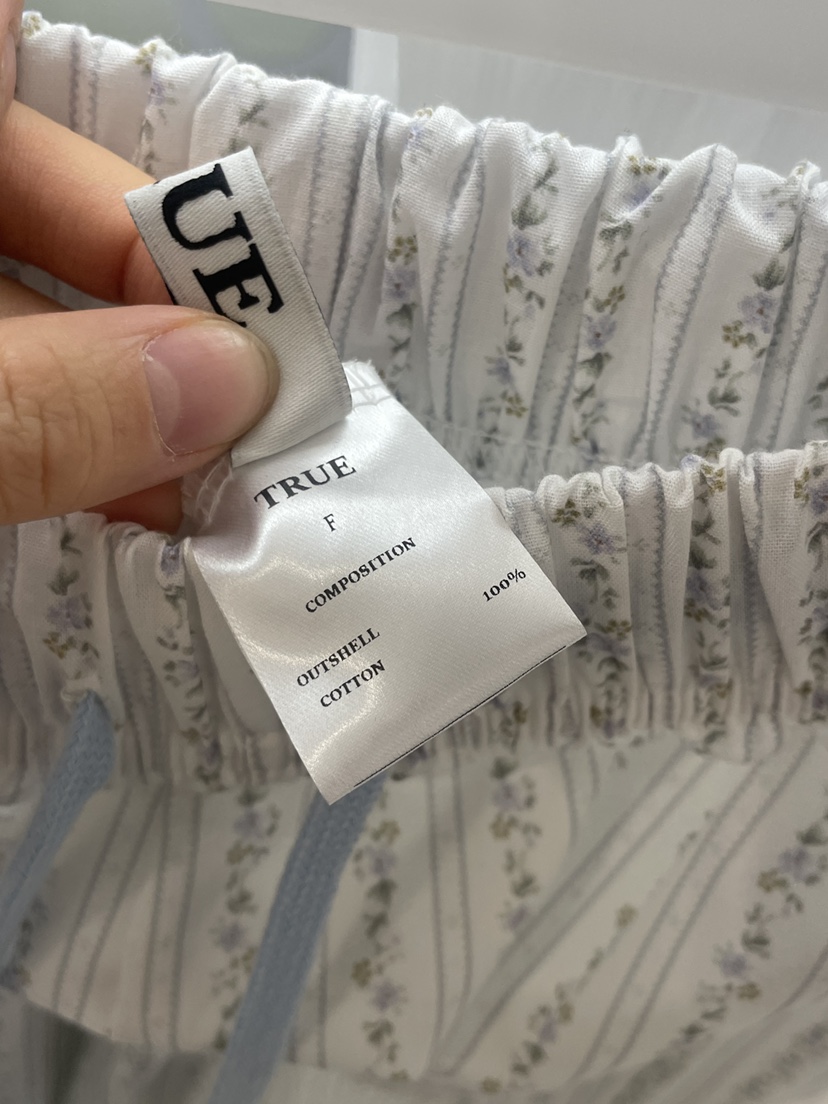 UE
TRUE
F
COMPOSITION
100%
OUTSHELL
COTTON